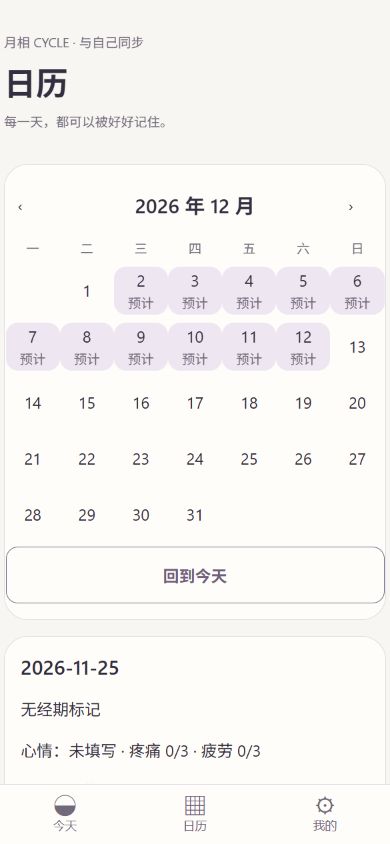 月相 CYCLE · 与自己同步
日历
每一天，都可以被好好记住。
‹ 2026 年 12 月 ›
一 二 三 四 五 六 日
1 2 3 4 5 6
预计 预计 预计 预计 预计
7 8 9 10 11 12 13
预计 预计 预计 预计 预计 预计
14 15 16 17 18 19 20
21 22 23 24 25 26 27
28 29 30 31
回到今天
2026-11-25
无经期标记
心情：未填写 · 疼痛 0/3 · 疲劳 0/3
今天 日历 我的